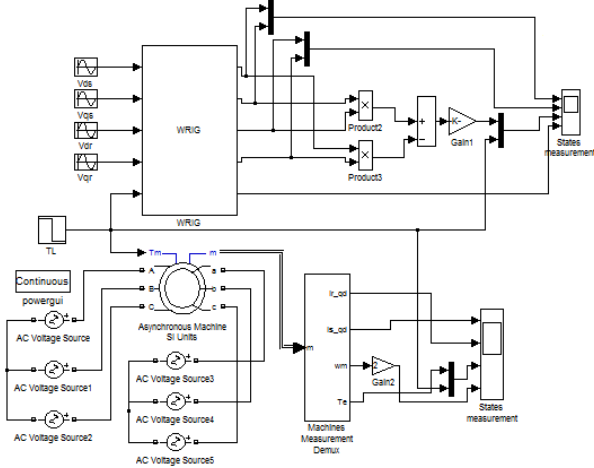 Vds
Vqs
Vdr
Vqr
WRIG
WRIG
Product2
Product3
+
−
K-
Gain1
States
measurement
TL
Continuous
powergui
Tm
m
A
B
C
a
b
c
Asynchronous Machine
SI Units
AC Voltage Source
AC Voltage Source1
AC Voltage Source2
AC Voltage Source3
AC Voltage Source4
AC Voltage Source5
m
Ir_qd
Is_qd
wm
Te
Machines
Measurement
Demux
2
Gain2
States
measurement